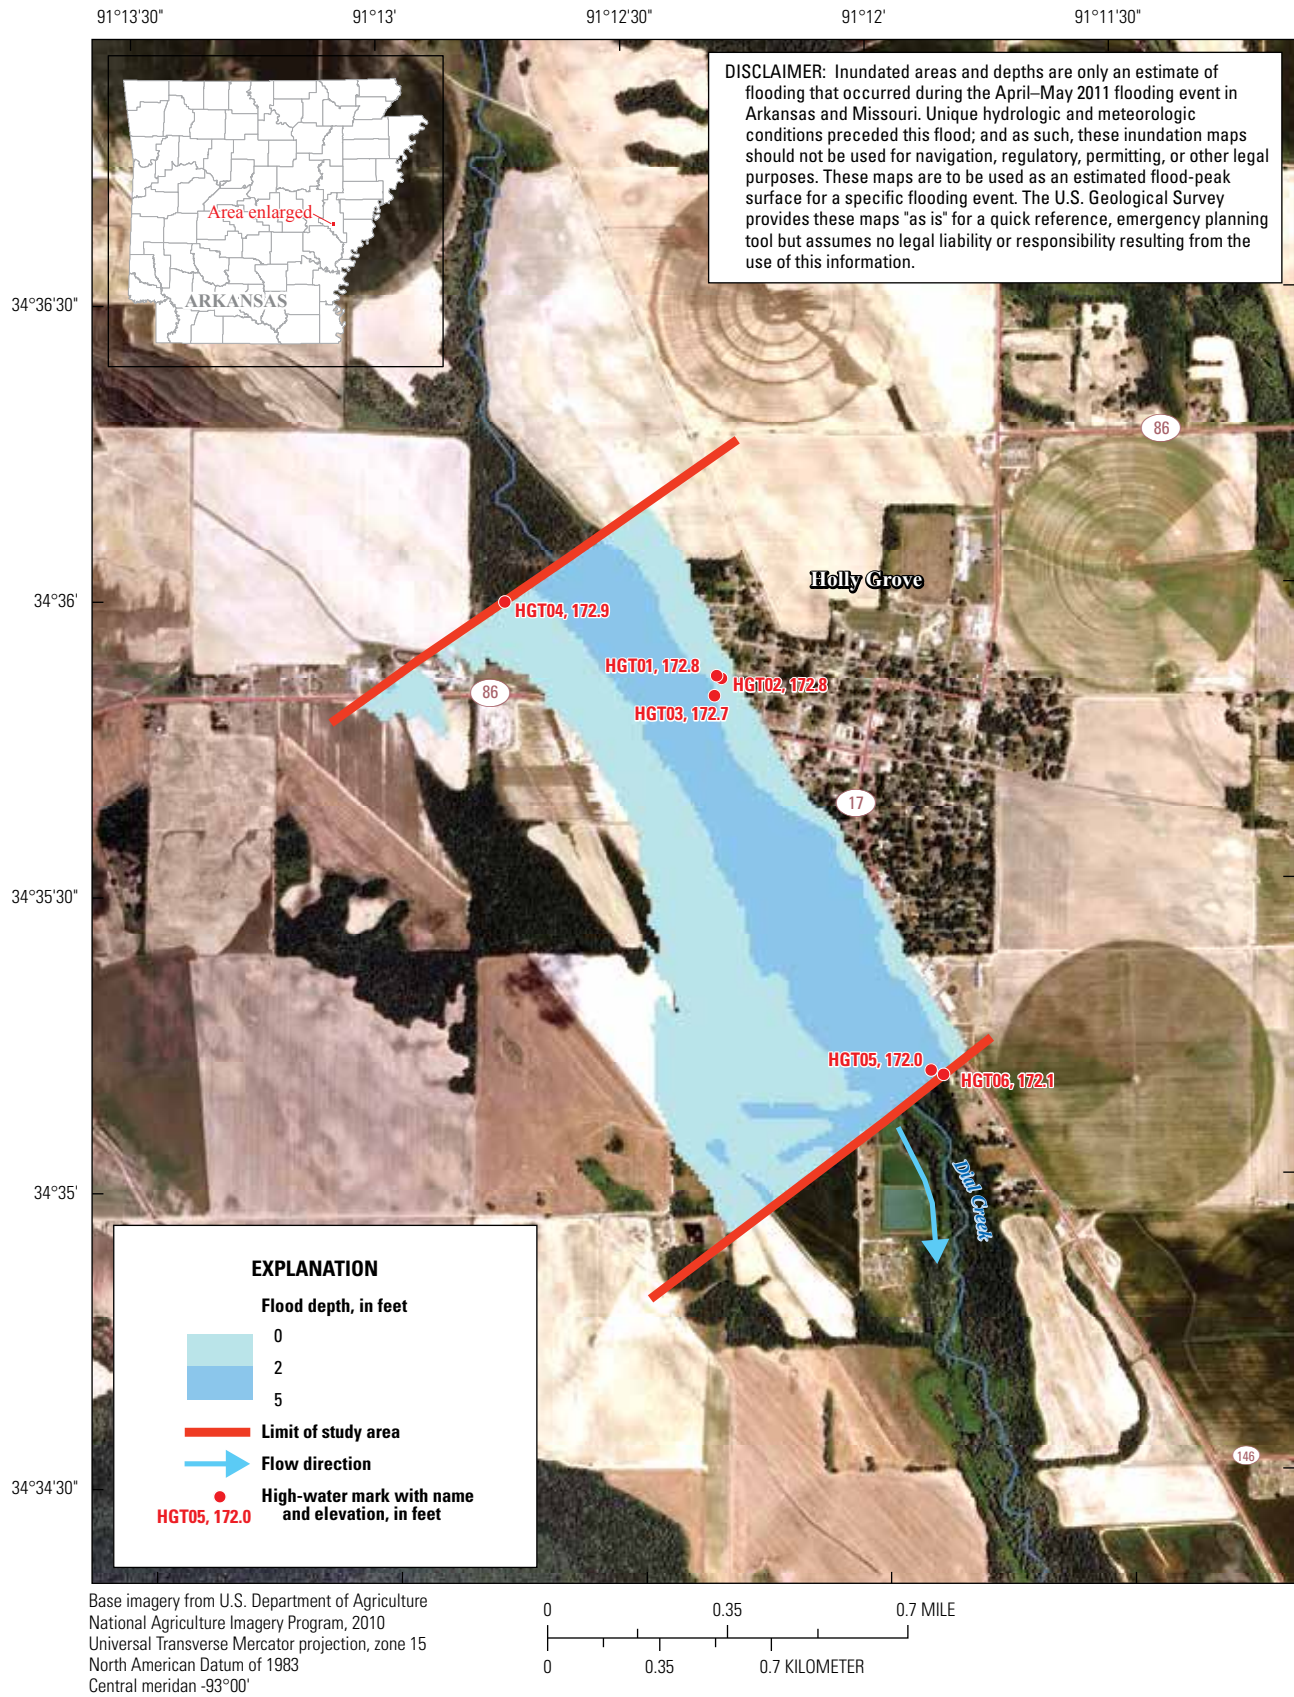 91°13'30"
91°13'
91°12'30"
91°12'
91°11'30"
DISCLAIMER: Inundated areas and depths are only an estimate of
flooding that occurred during the April–May 2011 flooding event in
Arkansas and Missouri. Unique hydrologic and meteorologic
conditions preceded this flood; and as such, these inundation maps
should not be used for navigation, regulatory, permitting, or other legal
purposes. These maps are to be used as an estimated flood-peak
surface for a specific flooding event. The U.S. Geological Survey
provides these maps "as is" for a quick reference, emergency planning
tool but assumes no legal liability or responsibility resulting from the
use of this information.
Area enlarged
ARKANSAS
34°36'30"
86
Holly Grove
34°36'
HGT04, 172.9
HGT01, 172.8
HGT02, 172.8
86
HGT03, 172.7
17
34°35'30"
HGT05, 172.0
HGT06, 172.1
Dial Creek
34°35'
EXPLANATION
Flood depth, in feet
0
2
5
Limit of study area
Flow direction
High-water mark with name
and elevation, in feet
HGT05, 172.0
146
34°34'30"
Base imagery from U.S. Department of Agriculture
National Agriculture Imagery Program, 2010
Universal Transverse Mercator projection, zone 15
North American Datum of 1983
Central meridan -93°00'
0 0.35 0.7 MILE
0 0.35 0.7 KILOMETER